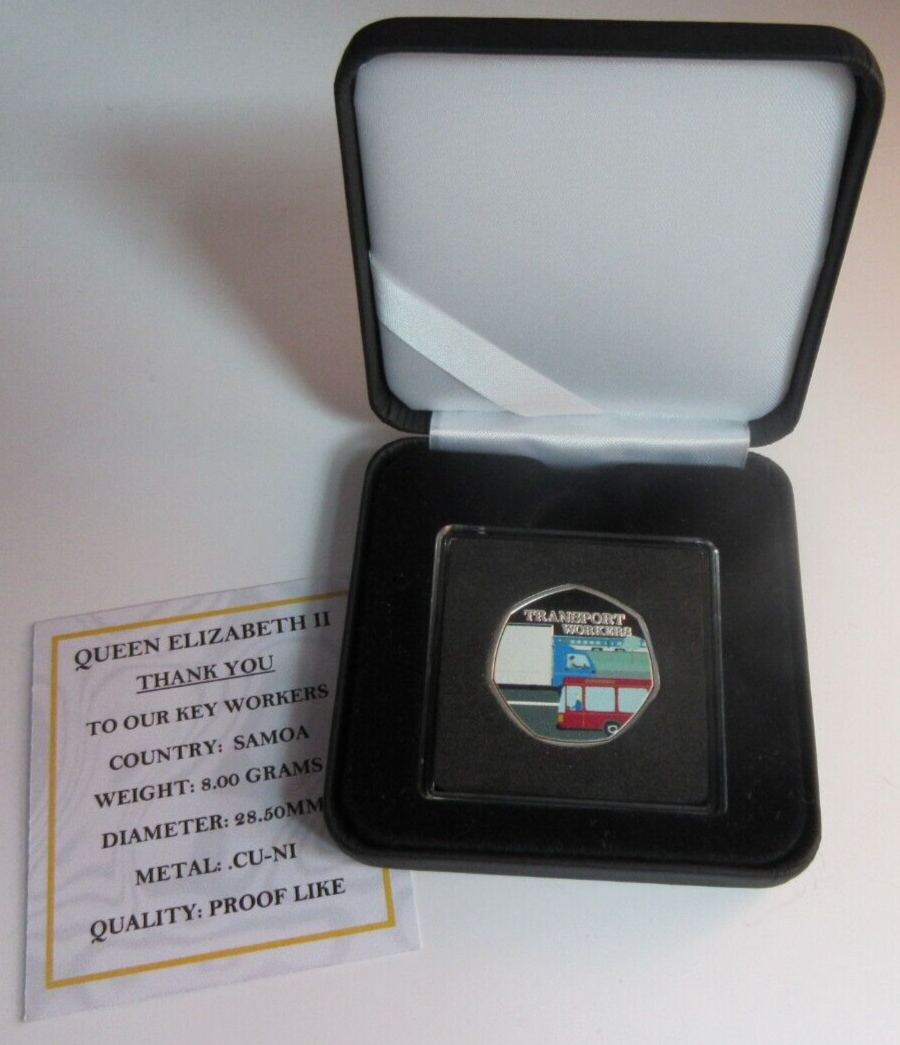 QUEEN ELIZABETH II
THANK YOU
TO OUR KEY WORKERS
COUNTRY: SAMOA
WEIGHT: 8.00 GRAMS
DIAMETER: 28.50MM
METAL: .CU-NI
QUALITY: PROOF LIKE
TRANSPORT
WORKERS